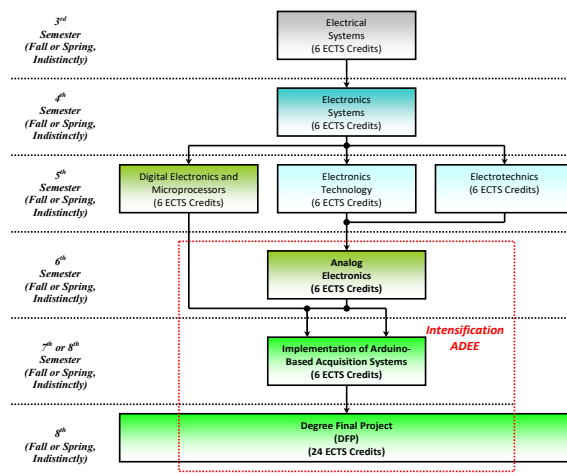 3rd
Semester
(Fall or Spring,
Indistinctly)
Electrical
Systems
(6 ECTS Credits)
4th
Semester
(Fall or Spring,
Indistinctly)
Electronics
Systems
(6 ECTS Credits)
5th
Semester
(Fall or Spring,
Indistinctly)
Digital Electronics and
Microprocessors
(6 ECTS Credits)
Electronics
Technology
(6 ECTS Credits)
Electrotechnics
(6 ECTS Credits)
6th
Semester
(Fall or Spring,
Indistinctly)
Analog
Electronics
(6 ECTS Credits)
Intensification
ADEE
7th or 8th
Semester
(Fall or Spring,
Indistinctly)
Implementation of Arduino-
Based Acquisition Systems
(6 ECTS Credits)
8th
(Fall or Spring,
Indistinctly)
Degree Final Project
(DFP)
(24 ECTS Credits)